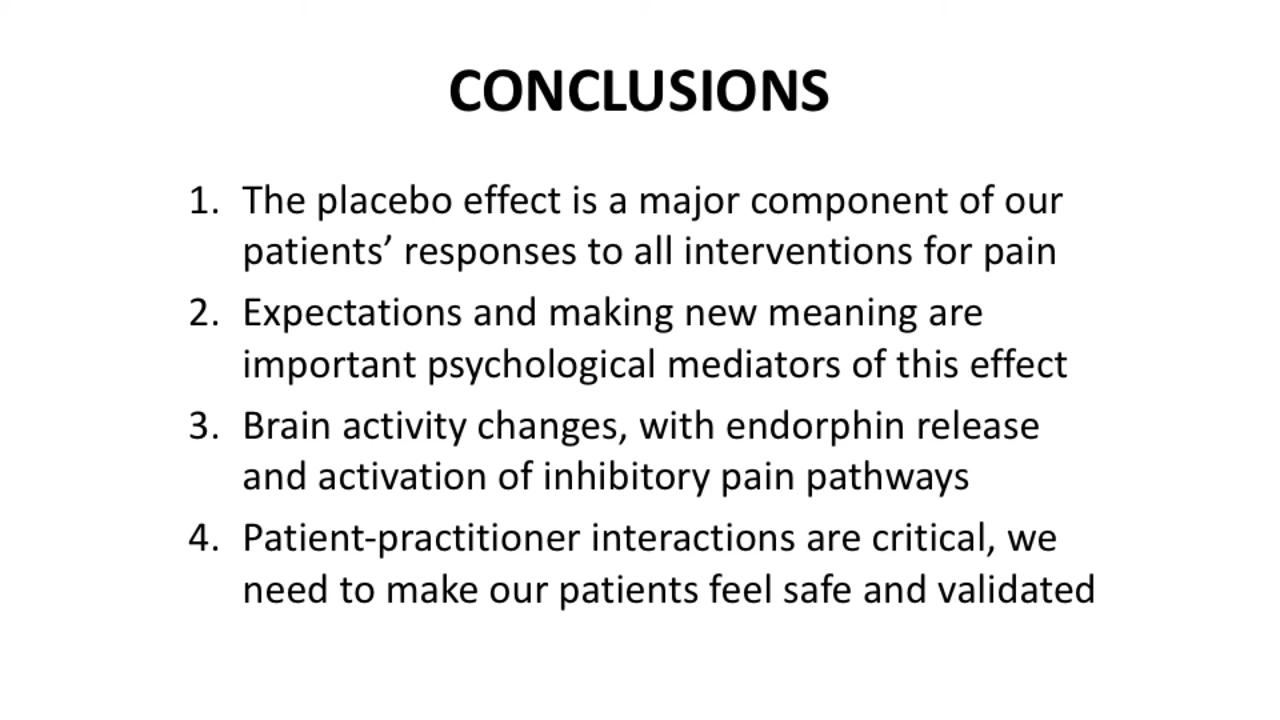 CONCLUSIONS
1. The placebo effect is a major component of our
patients’ responses to all interventions for pain
2. Expectations and making new meaning are
important psychological mediators of this effect
3. Brain activity changes, with endorphin release
and activation of inhibitory pain pathways
4. Patient-practitioner interactions are critical, we
need to make our patients feel safe and validated